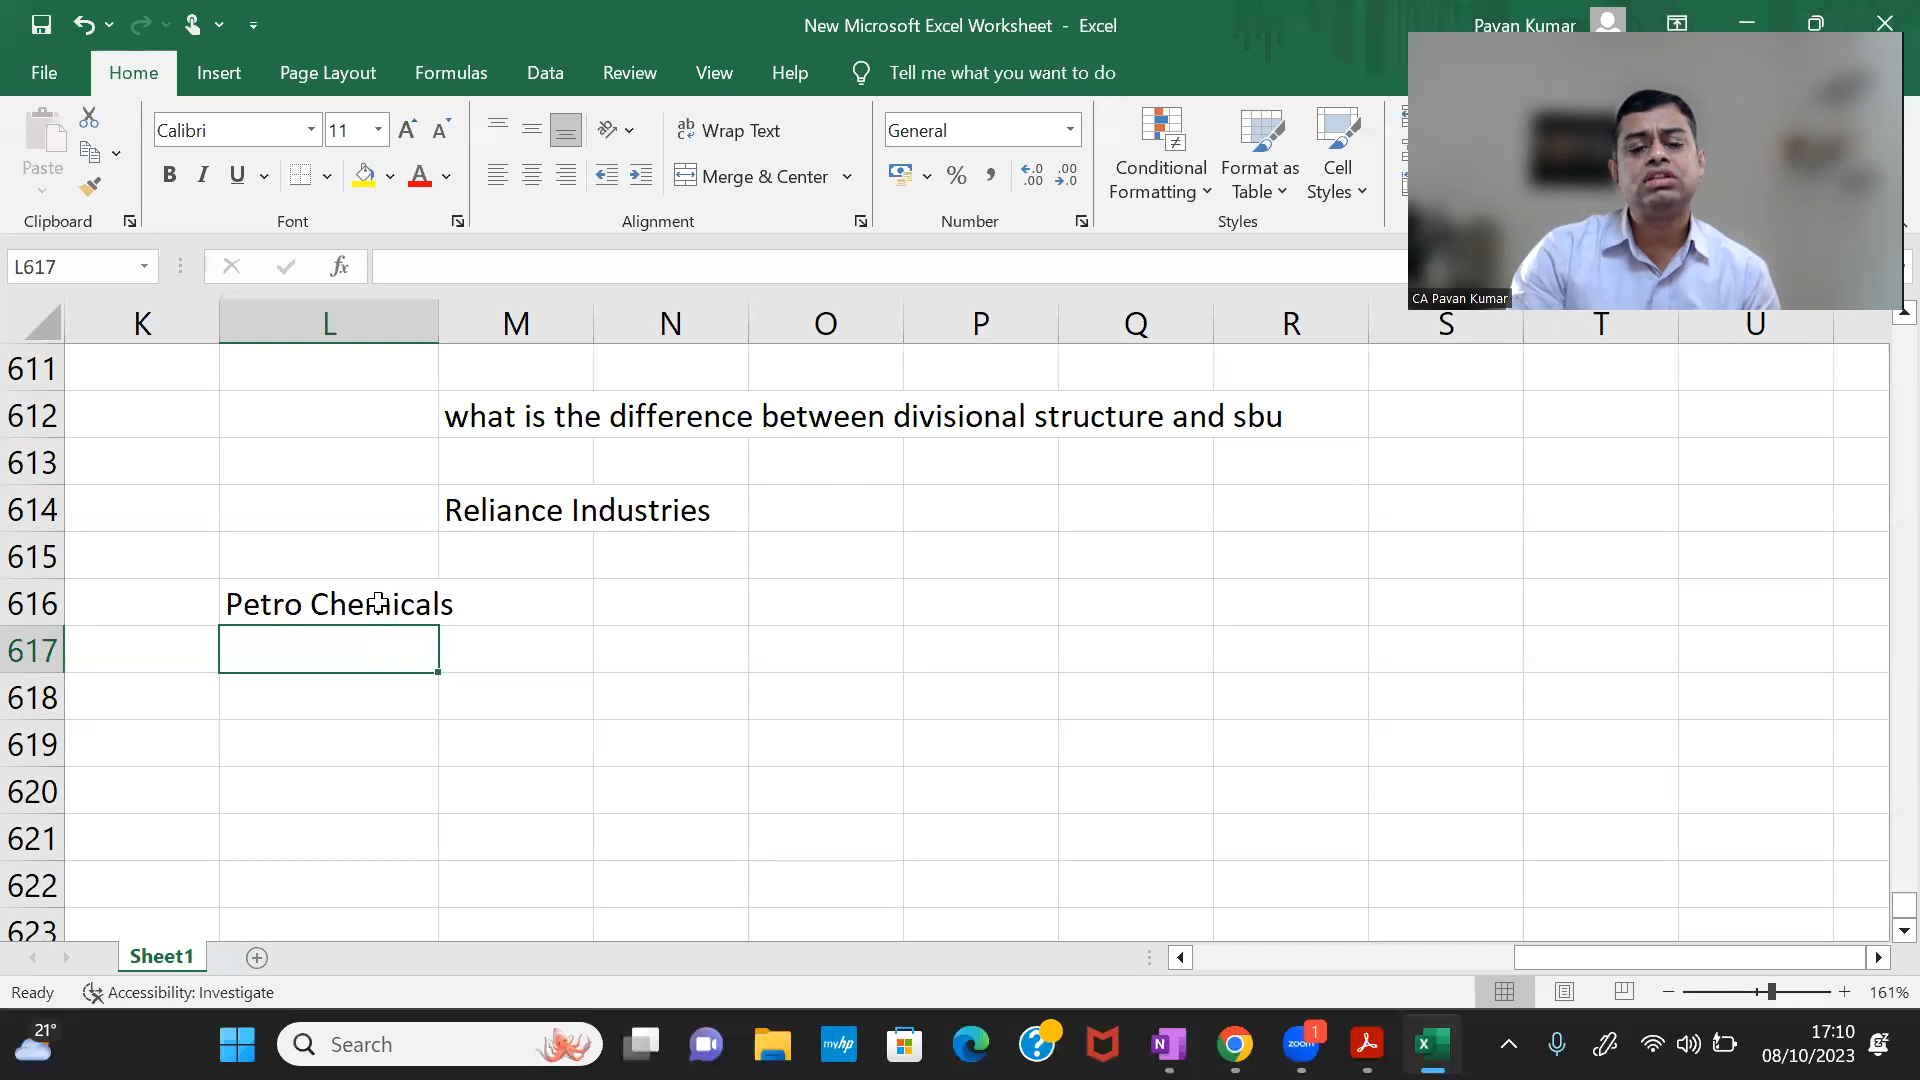 New Microsoft Excel Worksheet - Excel
Pavan Kumar
File Home Insert Page Layout Formulas Data Review View Help Tell me what you want to do
Calibri 11
Wrap Text
General
Paste
B I U
Merge & Center
Conditional Formatting
Format as Table
Cell Styles
Clipboard Font Alignment Number Styles
L617
fx
CA Pavan Kumar
K L M N O P Q R S T U
611
612 what is the difference between divisional structure and sbu
613
614 Reliance Industries
615
616 Petro Chemicals
617
618
619
620
621
622
623
Sheet1
Ready Accessibility: Investigate 161%
21°
Search
myhp
zoom
1
17:10
08/10/2023